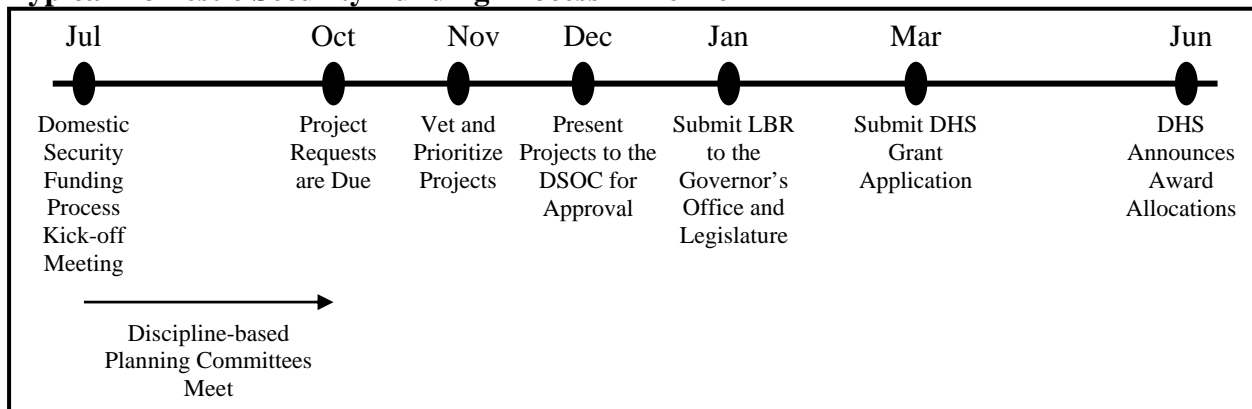 Jul
Oct
Nov
Dec
Jan
Mar
Jun
Domestic
Security
Funding
Process
Kick-off
Meeting
Project
Requests
are Due
Vet and
Prioritize
Projects
Present
Projects to the
DSOC for
Approval
Submit LBR
to the
Governor’s
Office and
Legislature
Submit DHS
Grant
Application
DHS
Announces
Award
Allocations
Discipline-based
Planning Committees
Meet